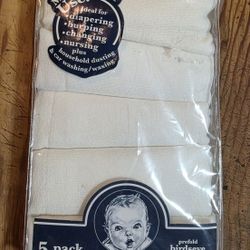 Ideal for
• diapering
• burping
• changing
• nursing
plus
household dusting
& car washing/waxing.
5 pack
prefold
birdseye